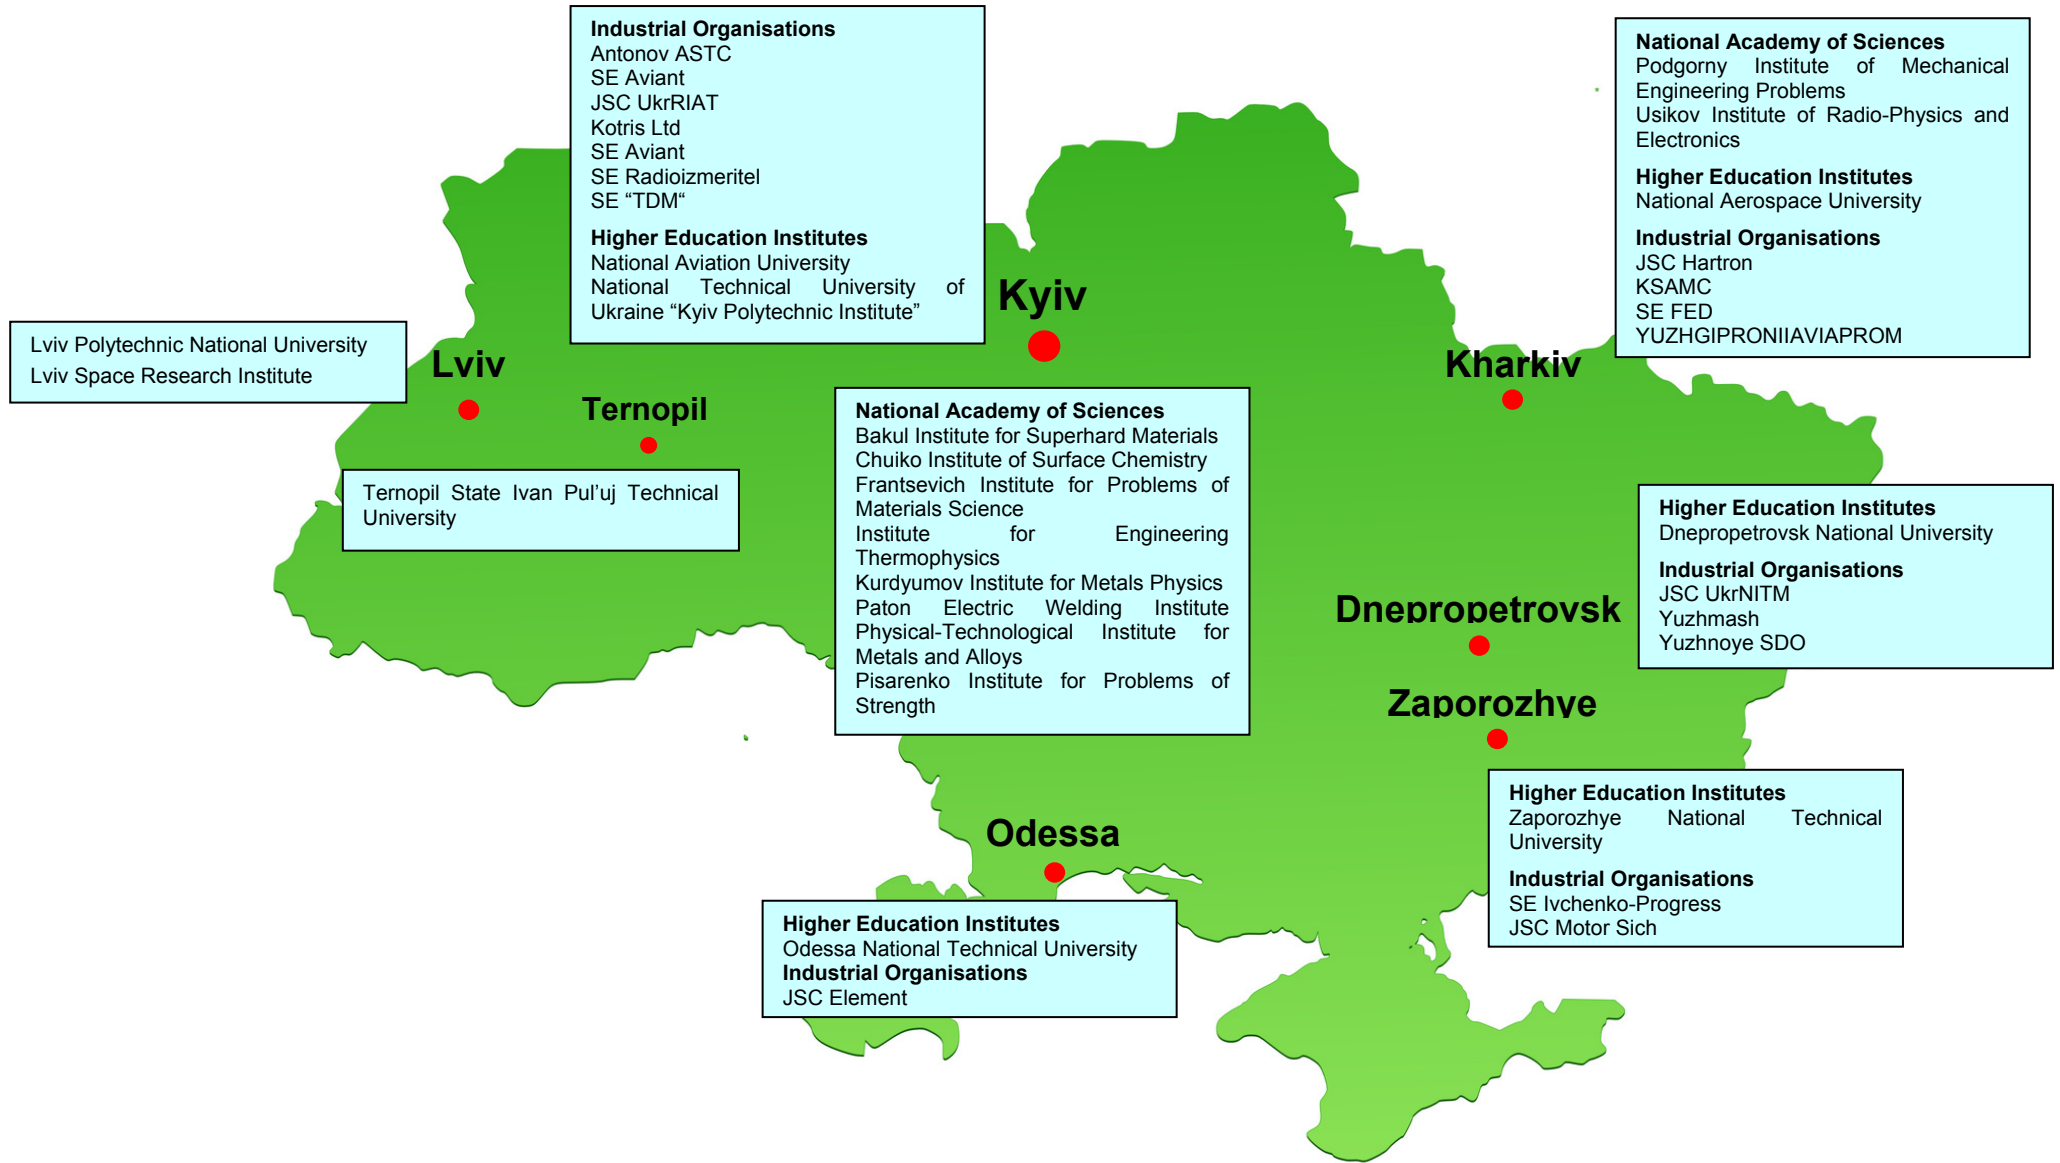 Industrial Organisations
Antonov ASTC
SE Aviant
JSC UkrRIAT
Kotris Ltd
SE Aviant
SE Radioizmeritel
SE “TDM“
Higher Education Institutes
National Aviation University
National Technical University of
Ukraine “Kyiv Polytechnic Institute”
National Academy of Sciences
Podgorny Institute of Mechanical
Engineering Problems
Usikov Institute of Radio-Physics and
Electronics
Higher Education Institutes
National Aerospace University
Industrial Organisations
JSC Hartron
KSAMC
SE FED
YUZHGIPRONIIAVIAPROM
Kyiv
Lviv Polytechnic National University
Lviv Space Research Institute
Lviv
Kharkiv
Ternopil
Ternopil State Ivan Pul’uj Technical
University
National Academy of Sciences
Bakul Institute for Superhard Materials
Chuiko Institute of Surface Chemistry
Frantsevich Institute for Problems of
Materials Science
Institute for Engineering
Thermophysics
Kurdyumov Institute for Metals Physics
Paton Electric Welding Institute
Physical-Technological Institute for
Metals and Alloys
Pisarenko Institute for Problems of
Strength
Higher Education Institutes
Dnepropetrovsk National University
Industrial Organisations
JSC UkrNITM
Yuzhmash
Yuzhnoye SDO
Dnepropetrovsk
Zaporozhye
Higher Education Institutes
Zaporozhye National Technical
University
Industrial Organisations
SE Ivchenko-Progress
JSC Motor Sich
Odessa
Higher Education Institutes
Odessa National Technical University
Industrial Organisations
JSC Element